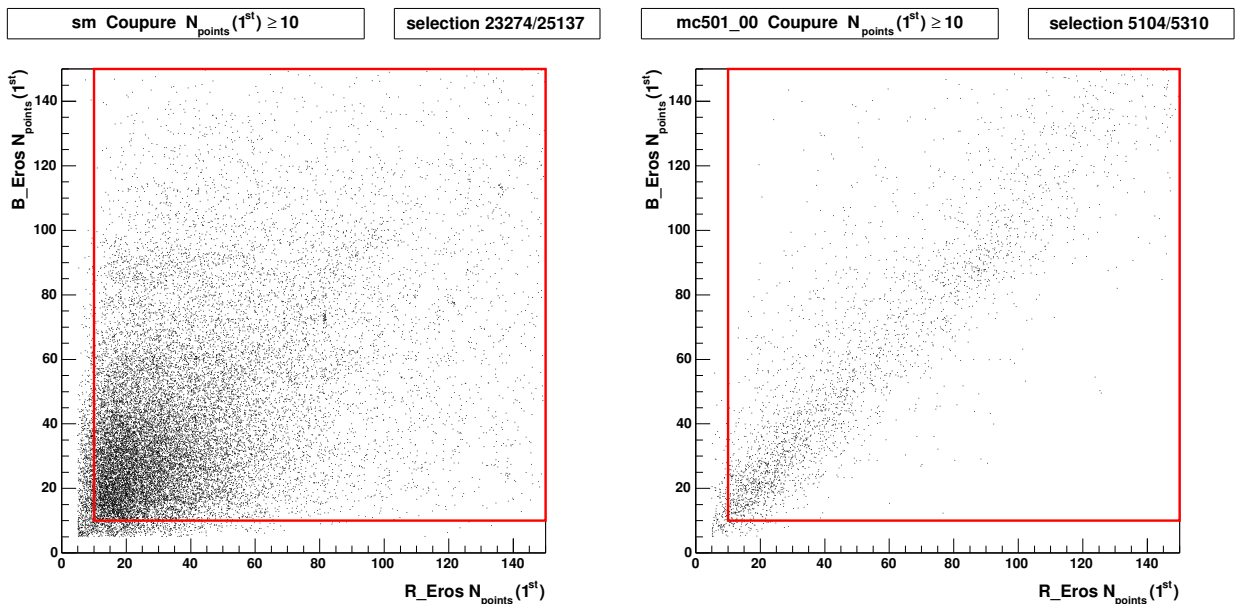 sm Coupure N_points(1^st) ≥ 10
selection 23274/25137
B_Eros N_points(1^st)
140
120
100
80
60
40
20
0
0 20 40 60 80 100 120 140
R_Eros N_points(1^st)
mc501_00 Coupure N_points(1^st) ≥ 10
selection 5104/5310
B_Eros N_points(1^st)
140
120
100
80
60
40
20
0
0 20 40 60 80 100 120 140
R_Eros N_points(1^st)